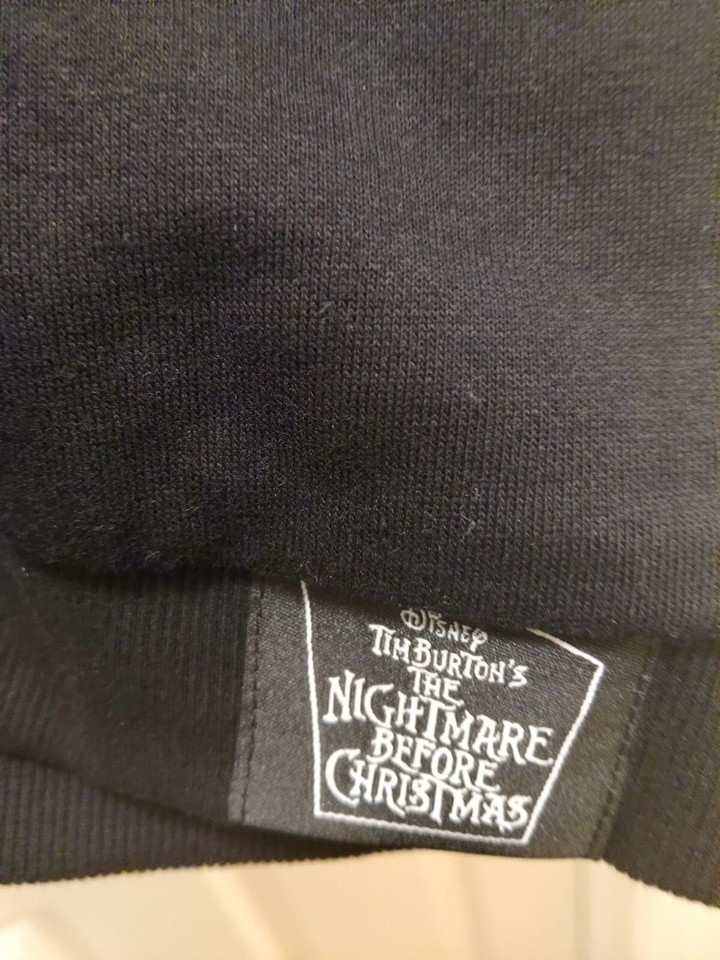 DISNEY
TIM BURTON'S
THE
NIGHTMARE
BEFORE
CHRISTMAS